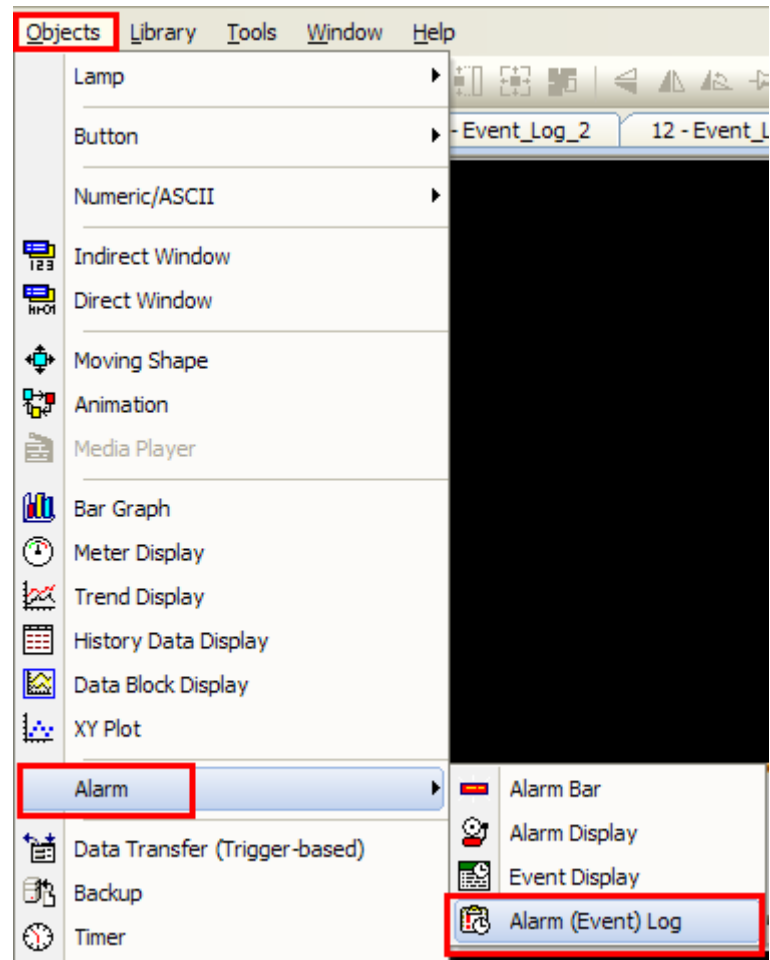 Objects Library Tools Window Help
Lamp
- Event_Log_2 12 - Event_L
Button
Numeric/ASCII
Indirect Window
Direct Window
Moving Shape
Animation
Media Player
Bar Graph
Meter Display
Trend Display
History Data Display
Data Block Display
XY Plot
Alarm
Alarm Bar
Alarm Display
Event Display
Alarm (Event) Log
Data Transfer (Trigger-based)
Backup
Timer